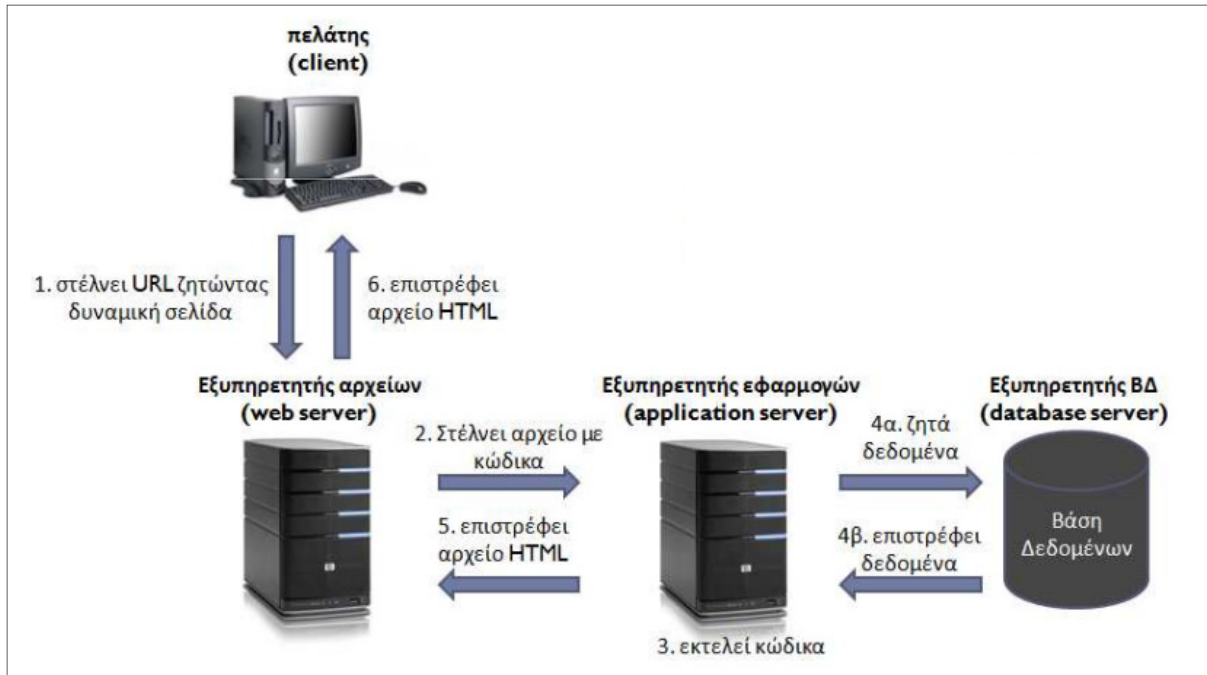 πελάτης
(client)
1. στέλνει URL ζητώντας
δυναμική σελίδα
6. επιστρέφει
αρχείο HTML
Εξυπηρετητής αρχείων
(web server)
Εξυπηρετητής εφαρμογών
(application server)
Εξυπηρετητής ΒΔ
(database server)
2. Στέλνει αρχείο με
κώδικα
4α. ζητά
δεδομένα
5. επιστρέφει
αρχείο HTML
4β. επιστρέφει
δεδομένα
Βάση
Δεδομένων
3. εκτελεί κώδικα